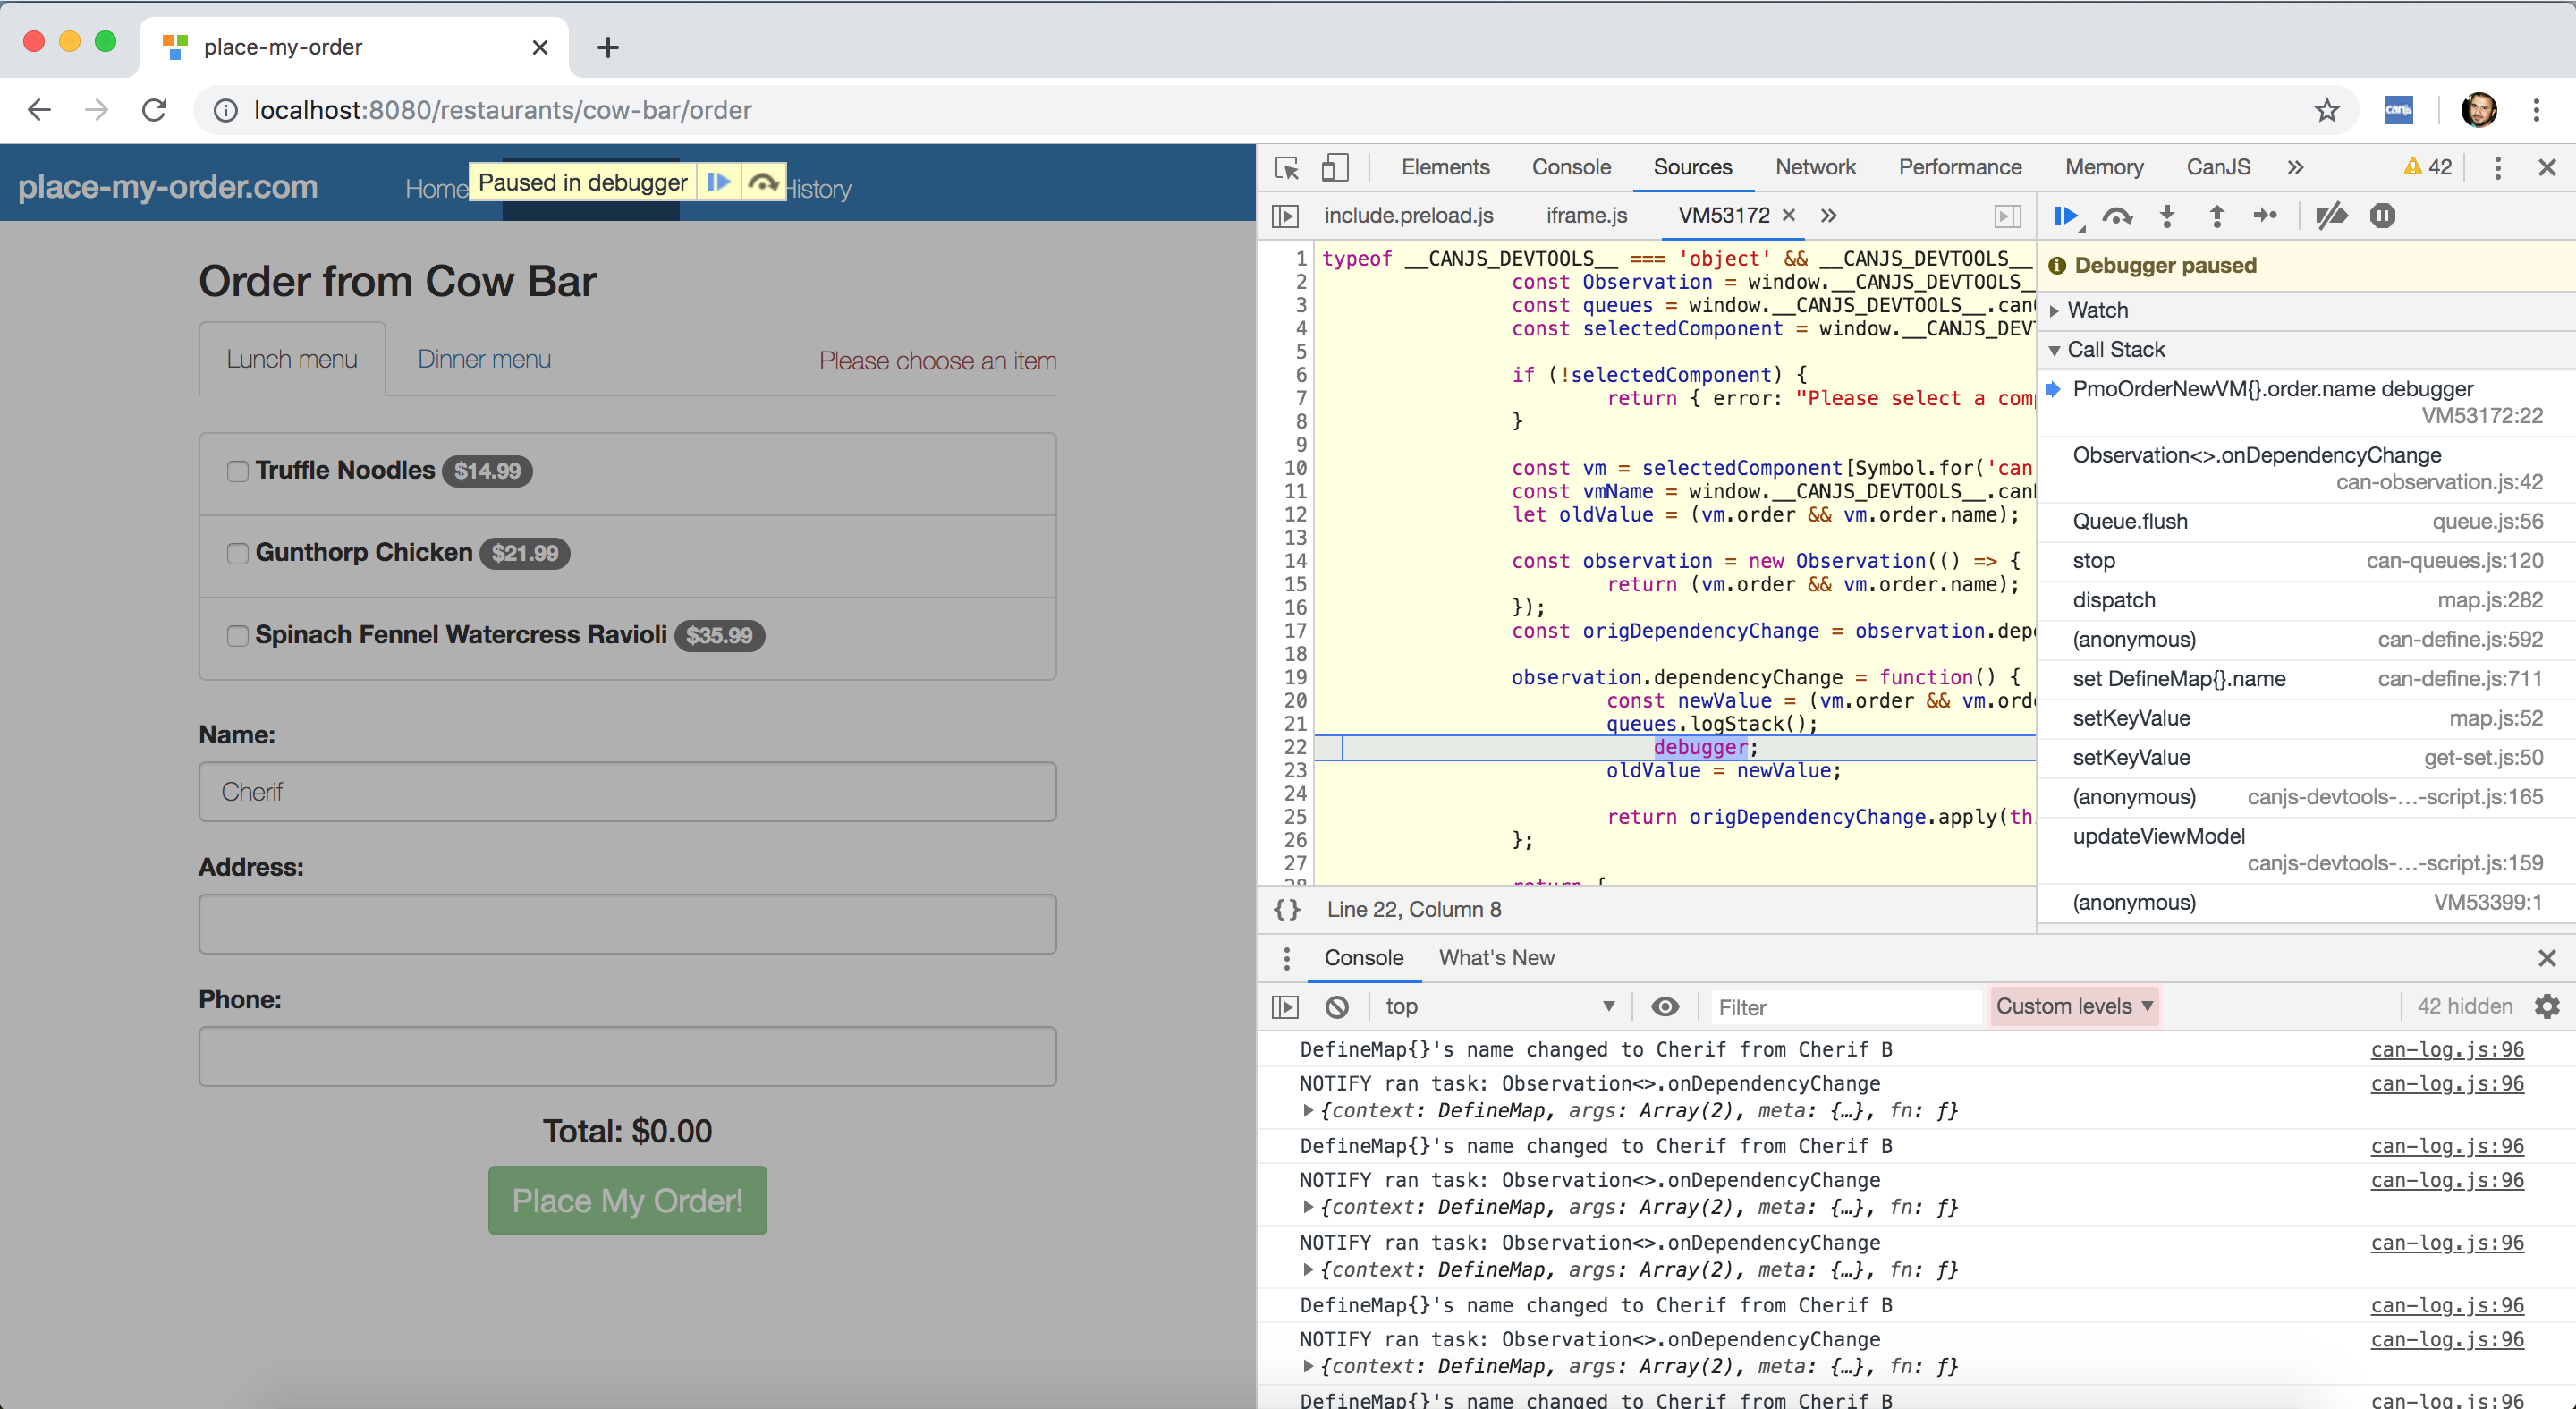 place-my-order
localhost:8080/restaurants/cow-bar/order
canjs
place-my-order.com
Home
Paused in debugger
History
Order from Cow Bar
Lunch menu
Dinner menu
Please choose an item
Truffle Noodles $14.99
Gunthorp Chicken $21.99
Spinach Fennel Watercress Ravioli $35.99
Name:
Cherif
Address:
Phone:
Total: $0.00
Place My Order!
Elements Console Sources Network Performance Memory CanJS » 42
include.preload.js iframe.js VM53172 »
1 typeof __CANJS_DEVTOOLS__ === 'object' && __CANJS_DEVTOOLS__
2 const Observation = window.__CANJS_DEVTOOLS__
3 const queues = window.__CANJS_DEVTOOLS__.can
4 const selectedComponent = window.__CANJS_DEV
5
6 if (!selectedComponent) {
7 return { error: "Please select a com
8 }
9
10 const vm = selectedComponent[Symbol.for('can
11 const vmName = window.__CANJS_DEVTOOLS__.can
12 let oldValue = (vm.order && vm.order.name);
13
14 const observation = new Observation(() => {
15 return (vm.order && vm.order.name);
16 });
17 const origDependencyChange = observation.dep
18
19 observation.dependencyChange = function() {
20 const newValue = (vm.order && vm.ord
21 queues.logStack();
22 debugger;
23 oldValue = newValue;
24
25 return origDependencyChange.apply(th
26 };
27
{} Line 22, Column 8
Debugger paused
Watch
Call Stack
PmoOrderNewVM{}.order.name debugger
VM53172:22
Observation<>.onDependencyChange
can-observation.js:42
Queue.flush queue.js:56
stop can-queues.js:120
dispatch map.js:282
(anonymous) can-define.js:592
set DefineMap{}.name can-define.js:711
setKeyValue map.js:52
setKeyValue get-set.js:50
(anonymous) canjs-devtools-…-script.js:165
updateViewModel
canjs-devtools-…-script.js:159
(anonymous) VM53399:1
Console What's New
top Filter Custom levels 42 hidden
DefineMap{}'s name changed to Cherif from Cherif B can-log.js:96
NOTIFY ran task: Observation<>.onDependencyChange can-log.js:96
{context: DefineMap, args: Array(2), meta: {…}, fn: ƒ}
DefineMap{}'s name changed to Cherif from Cherif B can-log.js:96
NOTIFY ran task: Observation<>.onDependencyChange can-log.js:96
{context: DefineMap, args: Array(2), meta: {…}, fn: ƒ}
NOTIFY ran task: Observation<>.onDependencyChange can-log.js:96
{context: DefineMap, args: Array(2), meta: {…}, fn: ƒ}
DefineMap{}'s name changed to Cherif from Cherif B can-log.js:96
NOTIFY ran task: Observation<>.onDependencyChange can-log.js:96
{context: DefineMap, args: Array(2), meta: {…}, fn: ƒ}
DefineMap{}'s name changed to Cherif from Cherif B can-log.js:96